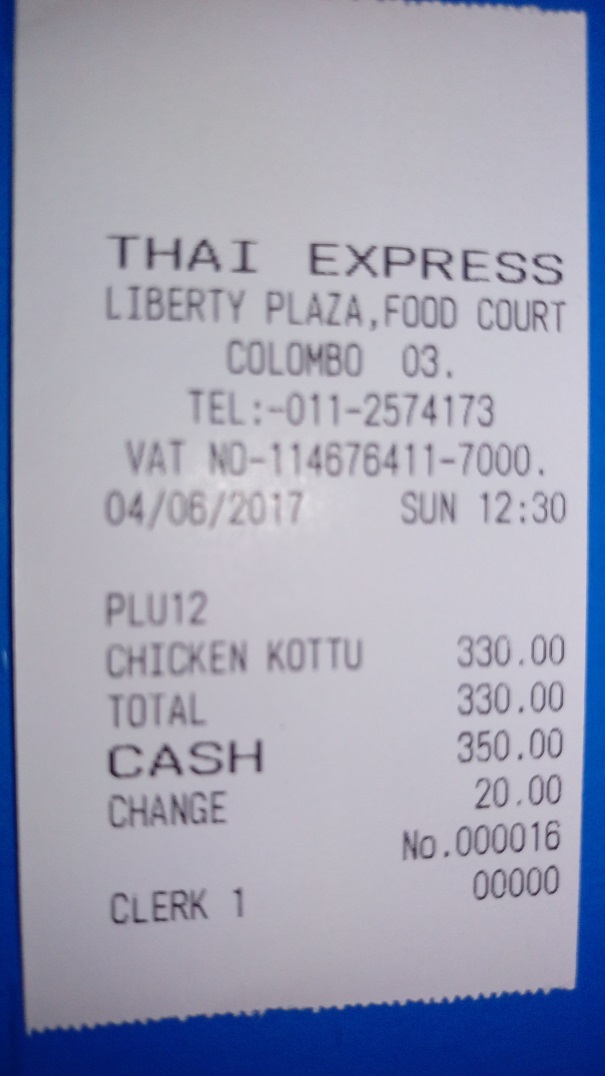 THAI EXPRESS
LIBERTY PLAZA,FOOD COURT
COLOMBO 03.
TEL:-011-2574173
VAT NO-114676411-7000.
04/06/2017 SUN 12:30
PLU12
CHICKEN KOTTU 330.00
TOTAL 330.00
CASH 350.00
CHANGE 20.00
No.000016
CLERK 1 00000